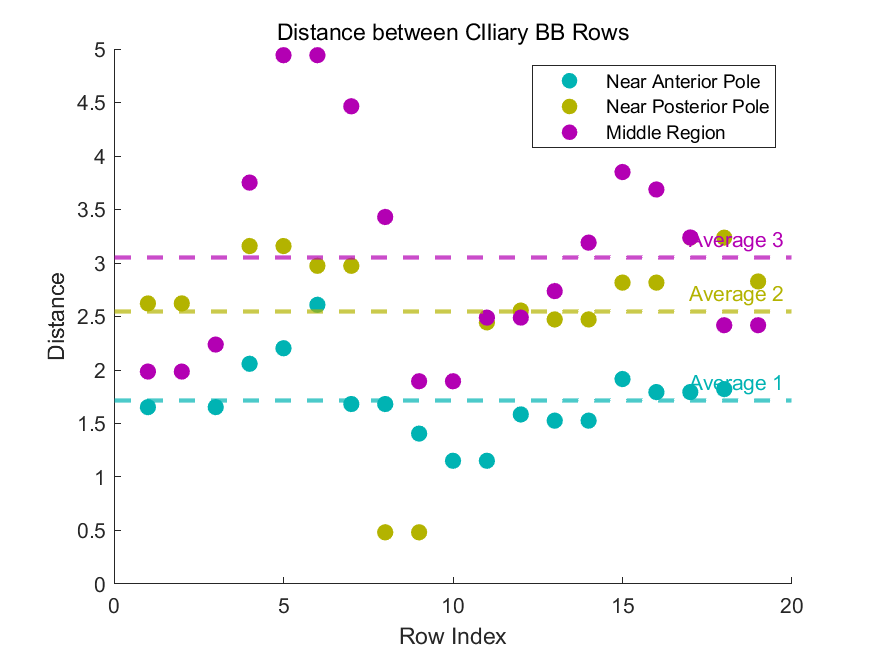 Distance between CIliary BB Rows
5
4.5
4
3.5
3
2.5
2
1.5
1
0.5
0
Distance
Near Anterior Pole
Near Posterior Pole
Middle Region
Average 3
Average 2
Average 1
0 5 10 15 20
Row Index